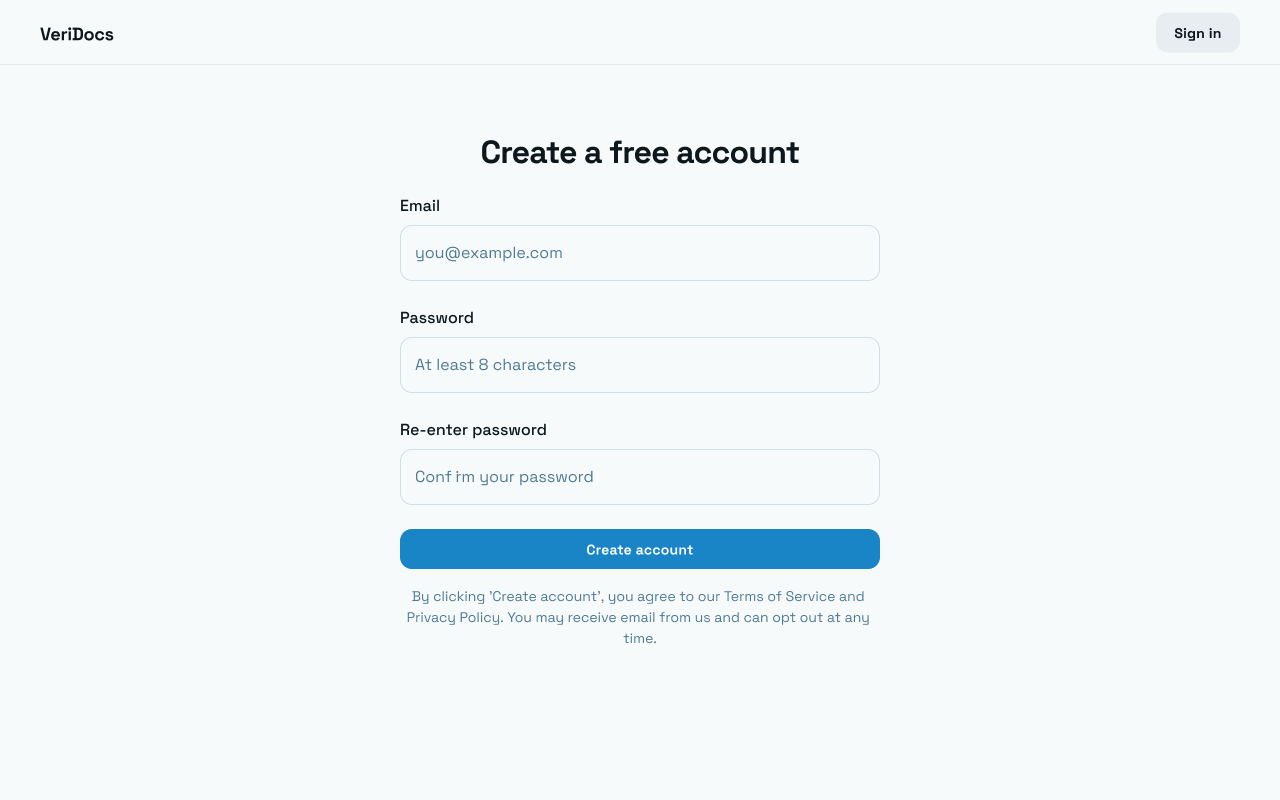 VeriDocs
Sign in
Create a free account
Email
you@example.com
Password
At least 8 characters
Re-enter password
Confirm your password
Create account
By clicking 'Create account', you agree to our Terms of Service and
Privacy Policy. You may receive email from us and can opt out at any
time.